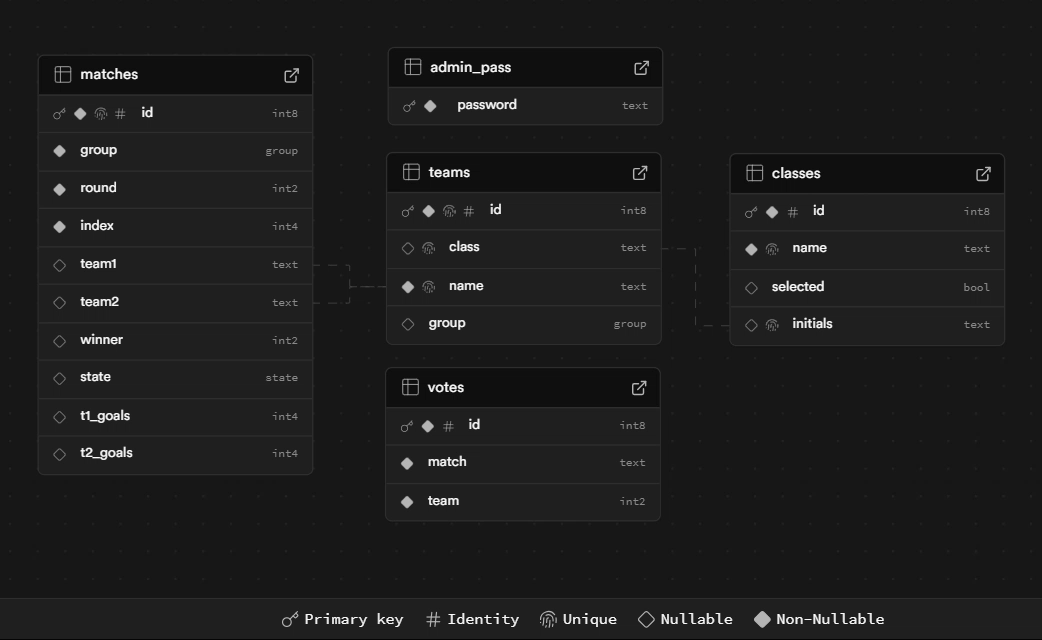 matches
id int8
group group
round int2
index int4
team1 text
team2 text
winner int2
state state
t1_goals int4
t2_goals int4
admin_pass
password text
teams
id int8
class text
name text
group group
votes
id int8
match text
team int2
classes
id int8
name text
selected bool
initials text
Primary key # Identity Unique Nullable Non-Nullable